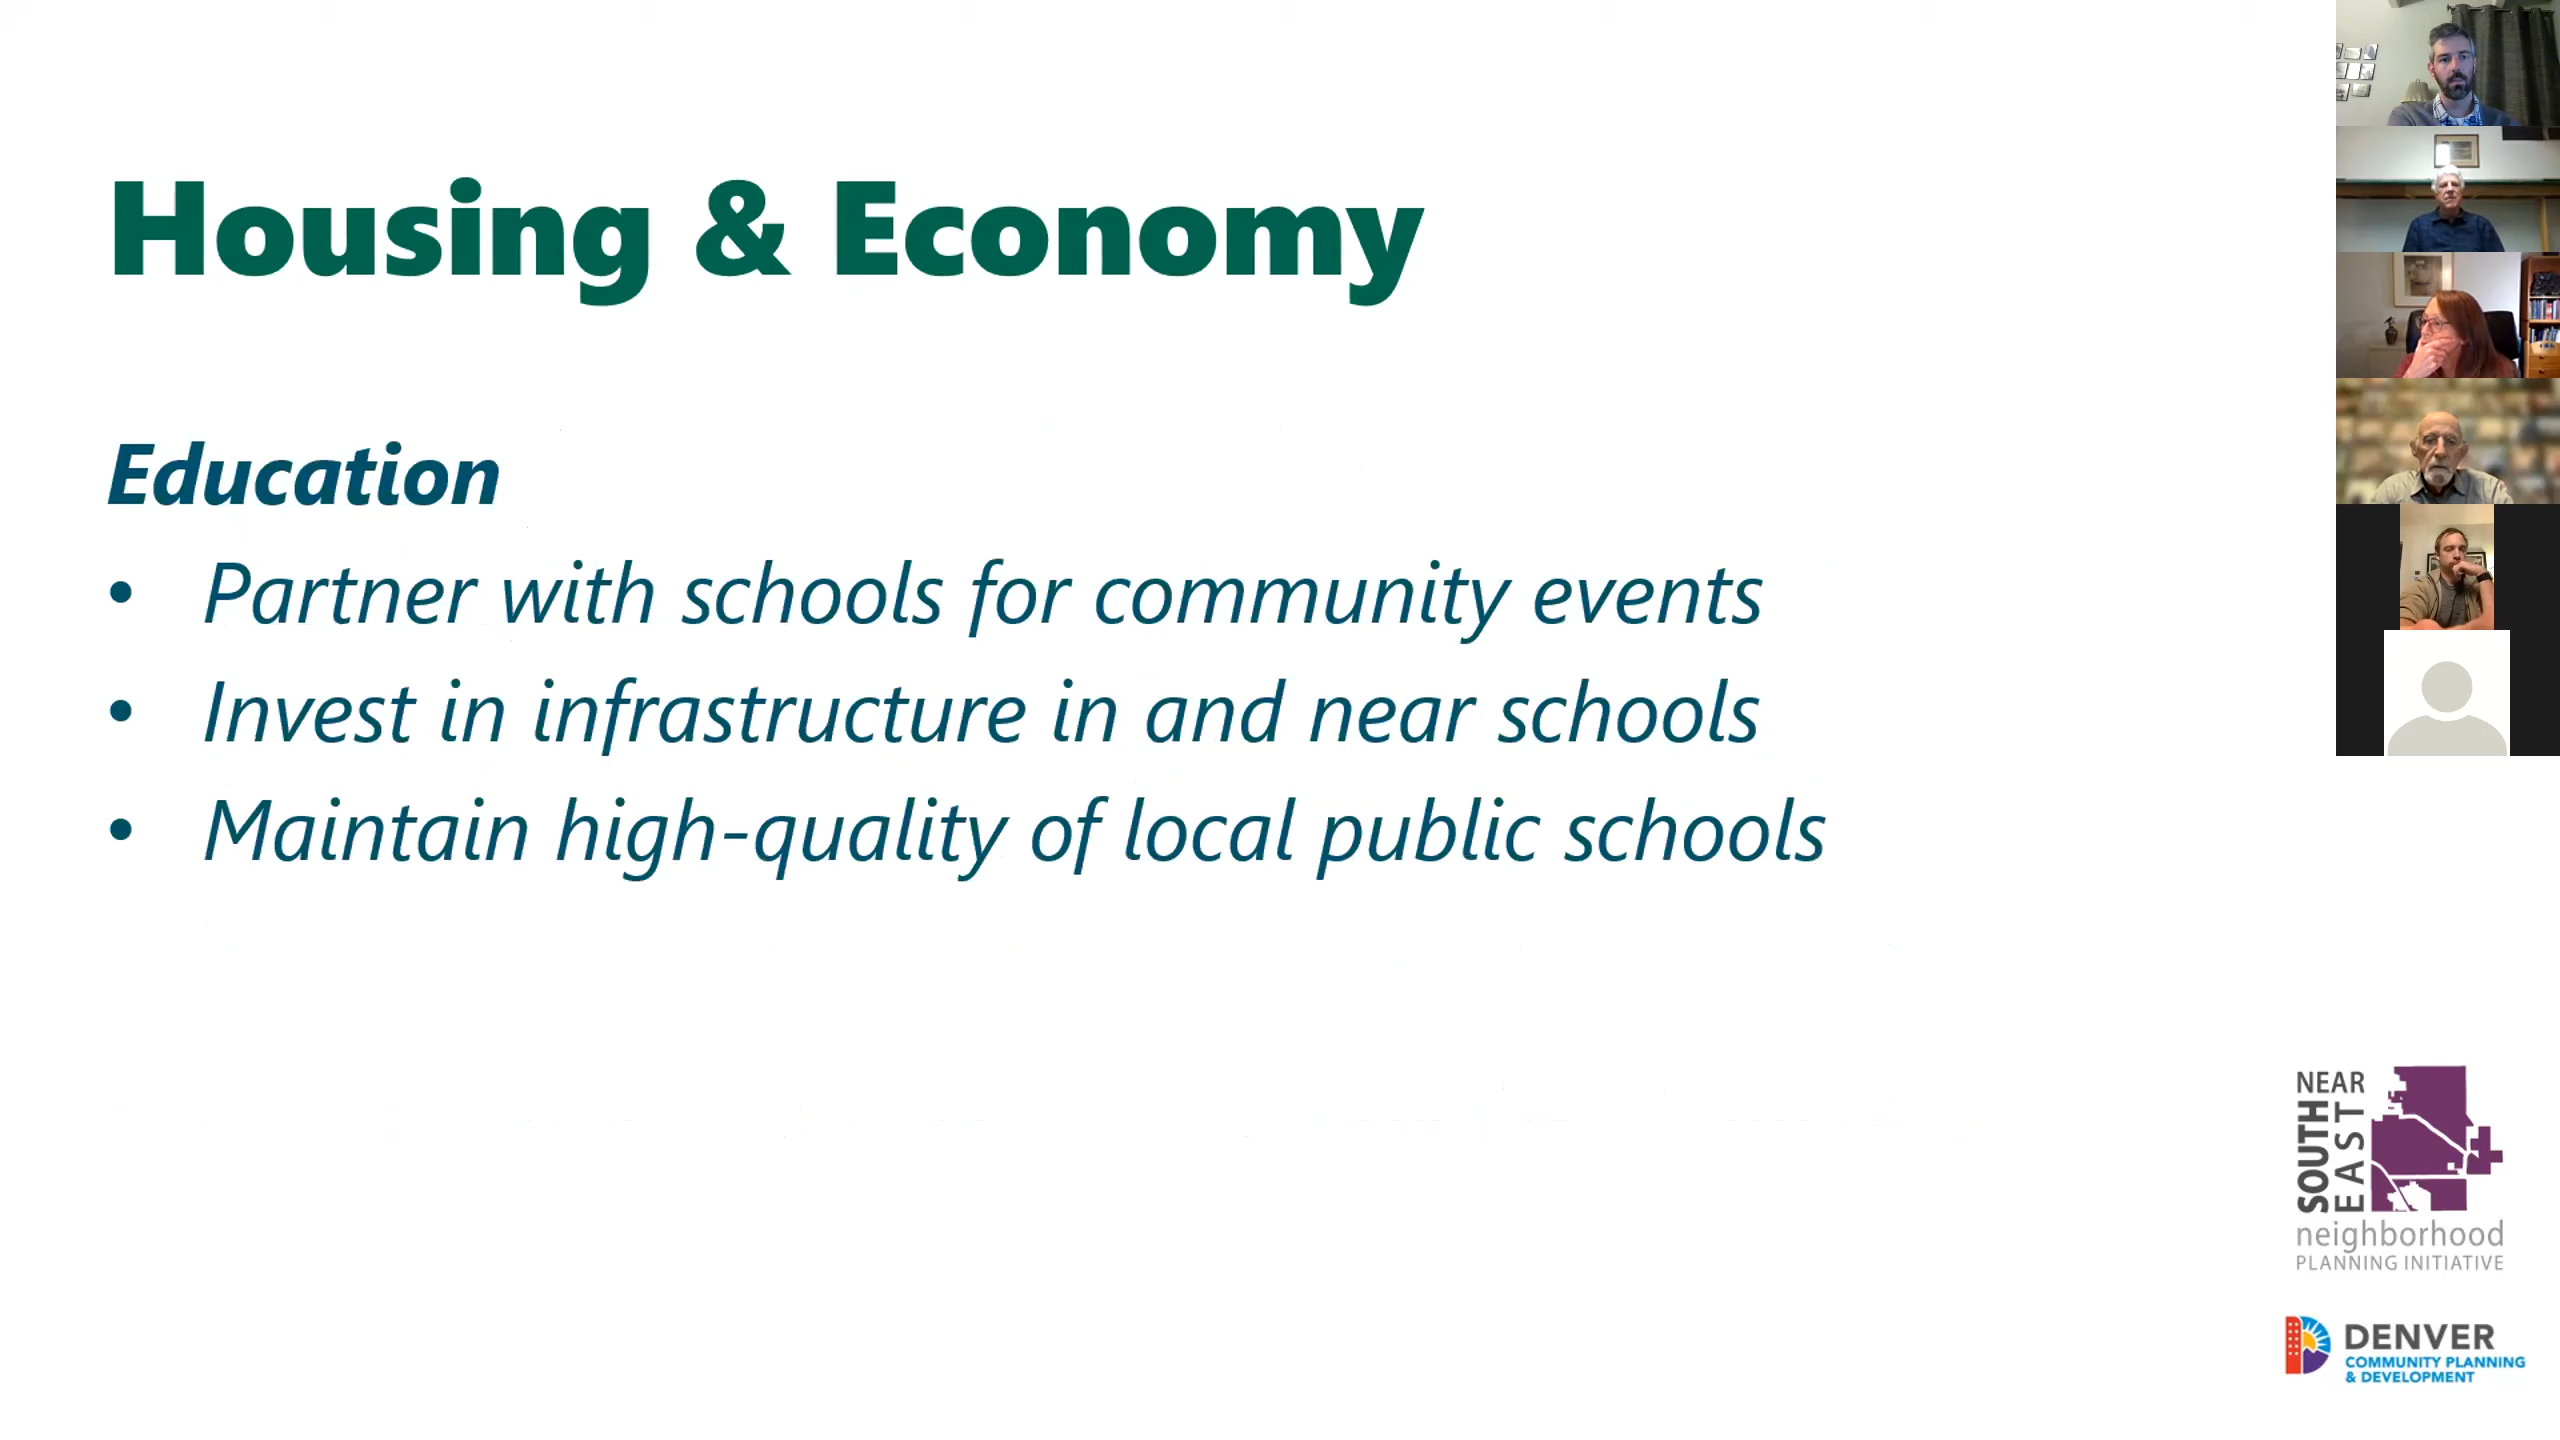 Housing & Economy
Education
• Partner with schools for community events
• Invest in infrastructure in and near schools
• Maintain high-quality of local public schools
NEAR
SOUTH
EAST
neighborhood
PLANNING INITIATIVE
DENVER
COMMUNITY PLANNING
& DEVELOPMENT